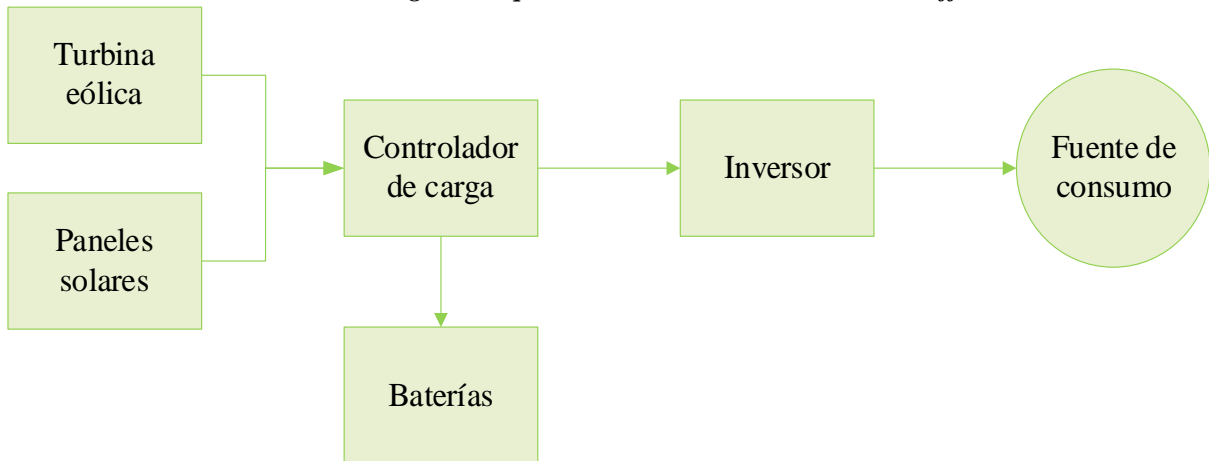 Turbina
eólica
Paneles
solares
Controlador
de carga
Baterías
Inversor
Fuente de
consumo